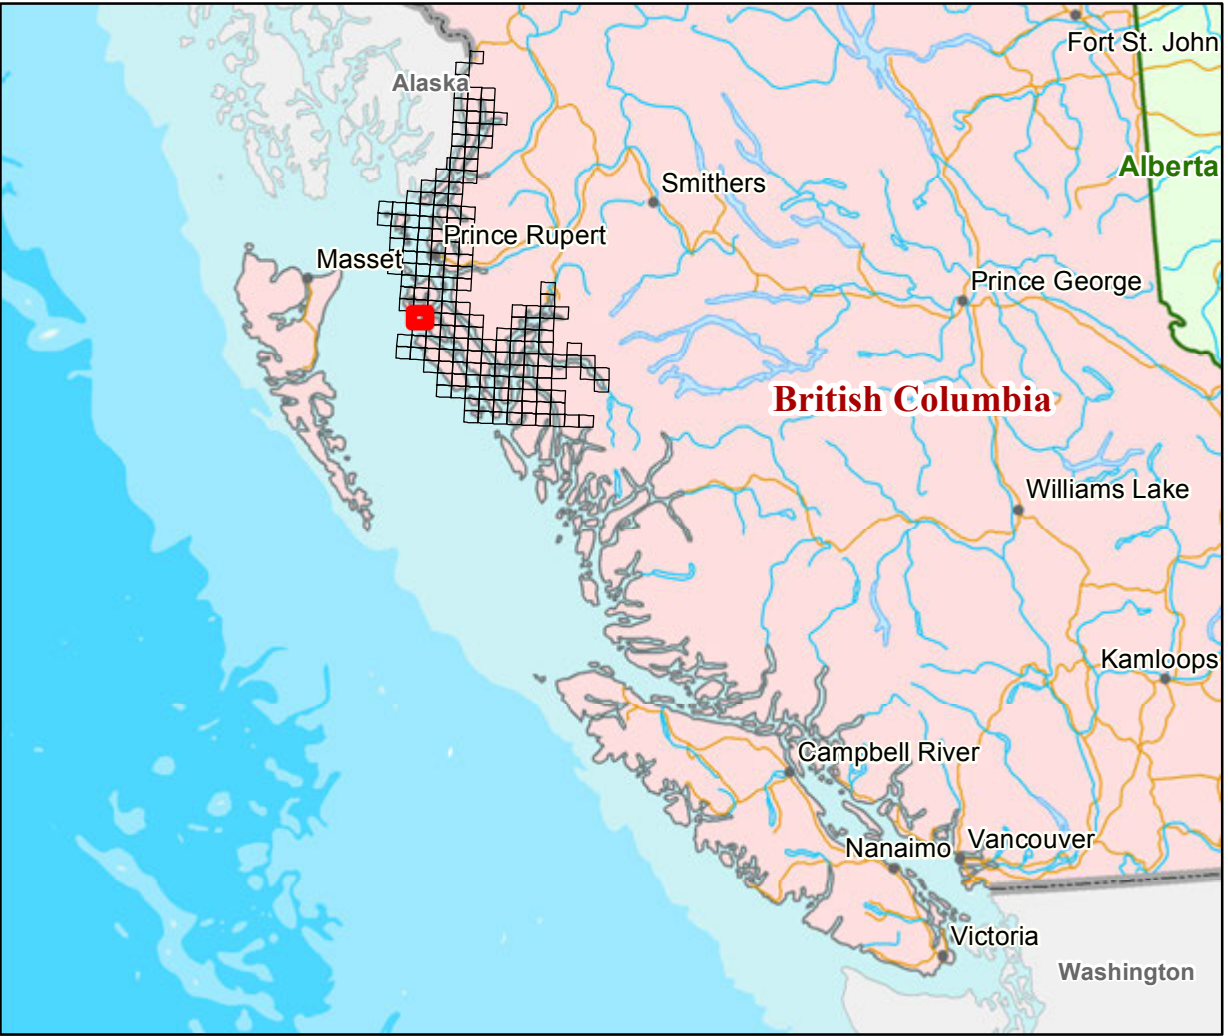 Fort St. John
Alaska
Alberta
Smithers
Prince Rupert
Masset
Prince George
British Columbia
Williams Lake
Kamloops
Campbell River
Vancouver
Nanaimo
Victoria
Washington